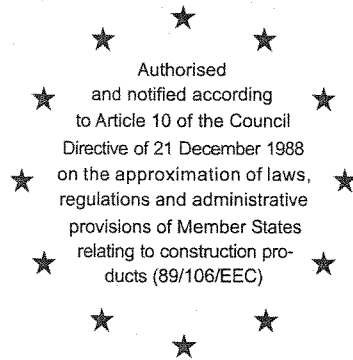 Authorised
and notified according
to Article 10 of the Council
Directive of 21 December 1988
on the approximation of laws,
regulations and administrative
provisions of Member States
relating to construction pro-
ducts (89/106/EEC)